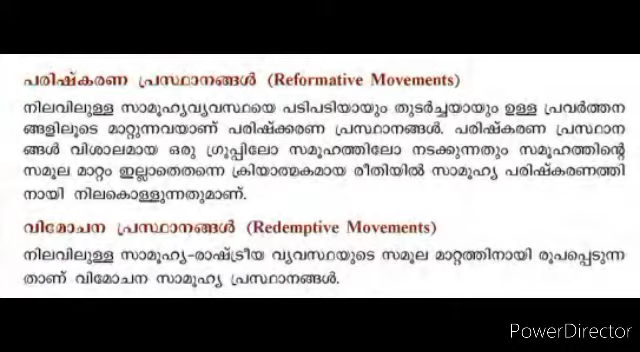 പരിഷ്കരണ പ്രസ്ഥാനങ്ങൾ (Reformative Movements)
നിലവിലുള്ള സാമൂഹ്യവ്യവസ്ഥയെ പടിപടിയായും തുടർച്ചയായും ഉള്ള പ്രവർത്തന
ങ്ങളിലൂടെ മാറ്റുന്നവയാണ് പരിഷ്ക്കരണ പ്രസ്ഥാനങ്ങൾ. പരിഷ്കരണ പ്രസ്ഥാന
ങ്ങൾ വിശാലമായ ഒരു ഗ്രൂപ്പിലോ സമൂഹത്തിലോ നടക്കുന്നതും സമൂഹത്തിന്റെ
സമൂല മാറ്റം ഇല്ലാതെതന്നെ ക്രിയാത്മകമായ രീതിയിൽ സാമൂഹ്യ പരിഷ്കരണത്തി
നായി നിലകൊള്ളുന്നതുമാണ്.
വിമോചന പ്രസ്ഥാനങ്ങൾ (Redemptive Movements)
നിലവിലുള്ള സാമൂഹ്യ-രാഷ്ട്രീയ വ്യവസ്ഥയുടെ സമൂല മാറ്റത്തിനായി രൂപപ്പെടുന്ന
താണ് വിമോചന സാമൂഹ്യ പ്രസ്ഥാനങ്ങൾ.
PowerDirector